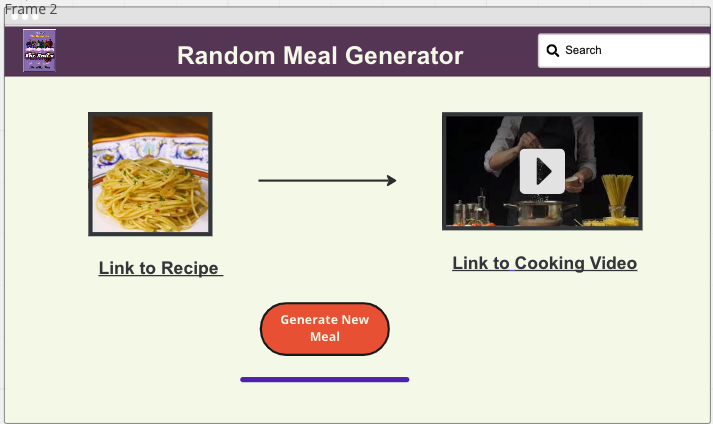 Frame 2
Random Meal Generator
Search
Link to Recipe
Link to Cooking Video
Generate New
Meal